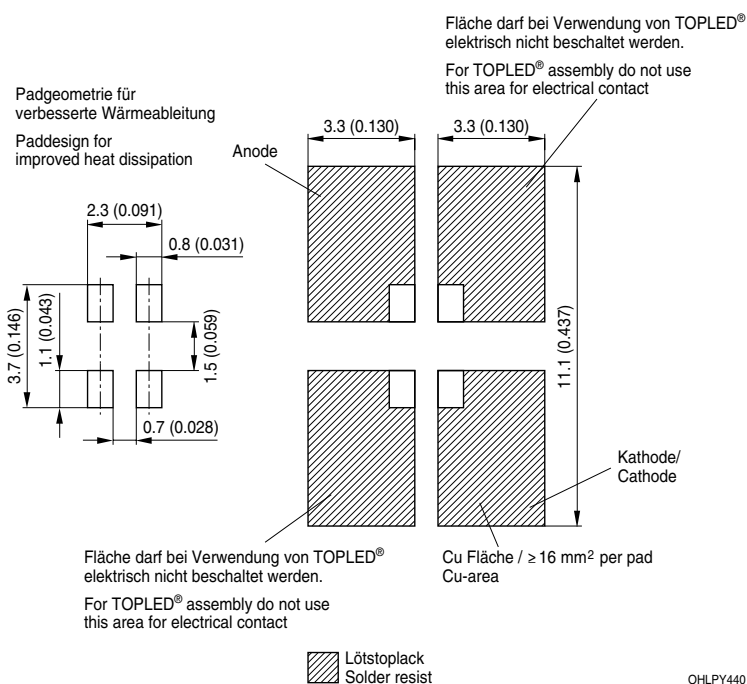 Fläche darf bei Verwendung von TOPLED®
elektrisch nicht beschaltet werden.
For TOPLED® assembly do not use
this area for electrical contact
Padgeometrie für
verbesserte Wärmeableitung
Paddesign for
improved heat dissipation
Anode
3.3 (0.130)
3.3 (0.130)
2.3 (0.091)
0.8 (0.031)
3.7 (0.146)
1.1 (0.043)
1.5 (0.059)
0.7 (0.028)
11.1 (0.437)
Kathode/
Cathode
Cu Fläche / ≥ 16 mm² per pad
Cu-area
Fläche darf bei Verwendung von TOPLED®
elektrisch nicht beschaltet werden.
For TOPLED® assembly do not use
this area for electrical contact
Lötstoplack
Solder resist
OHLPY440